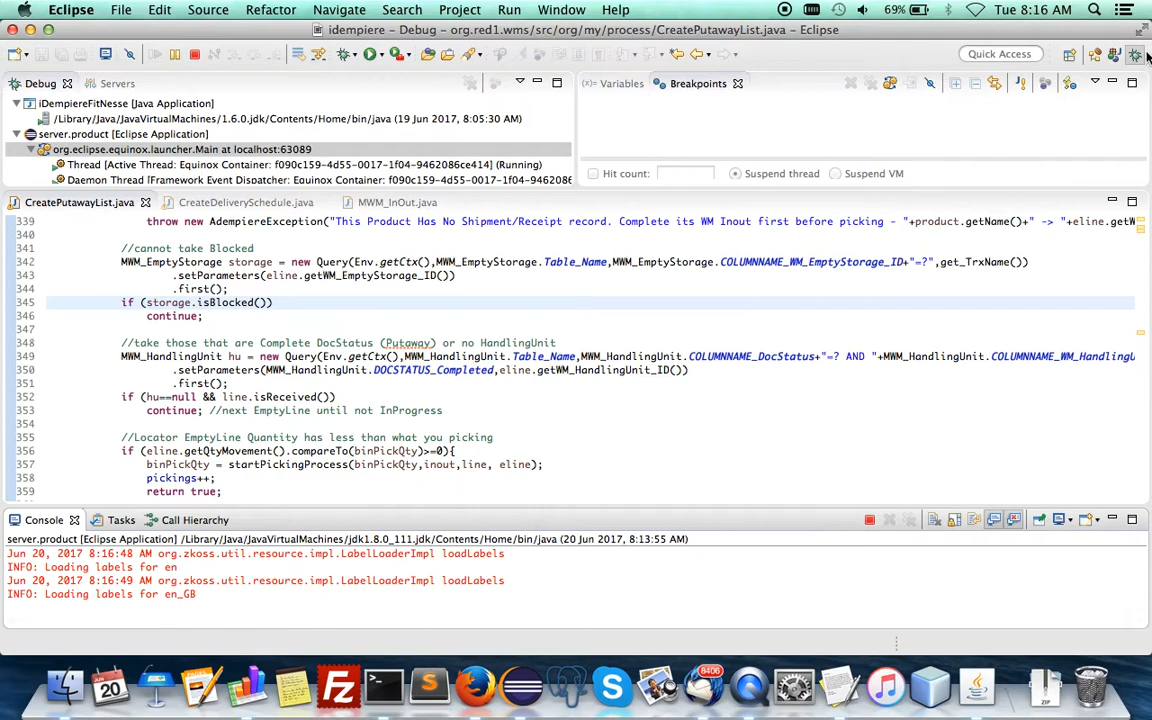 Eclipse File Edit Source Refactor Navigate Search Project Run Window Help 69% Tue 8:16 AM
idempiere - Debug - org.red1.wms/src/org/my/process/CreatePutawayList.java - Eclipse
Quick Access
Debug Servers
(x)= Variables Breakpoints
iDempiereFitNesse [Java Application]
/Library/Java/JavaVirtualMachines/1.6.0.jdk/Contents/Home/bin/java (19 Jun 2017, 8:05:30 AM)
server.product [Eclipse Application]
org.eclipse.equinox.launcher.Main at localhost:63089
Thread [Active Thread: Equinox Container: f090c159-4d55-0017-1f04-9462086ce414] (Running)
Daemon Thread [Framework Event Dispatcher: Equinox Container: f090c159-4d55-0017-1f04-9462086
Hit count: Suspend thread Suspend VM
CreatePutawayList.java CreateDeliverySchedule.java MWM_InOut.java
339 throw new AdempiereException("This Product Has No Shipment/Receipt record. Complete its WM Inout first before picking - "+product.getName()+" -> "+eline.getW
340
341 //cannot take Blocked
342 MWM_EmptyStorage storage = new Query(Env.getCtx(),MWM_EmptyStorage.Table_Name,MWM_EmptyStorage.COLUMNNAME_WM_EmptyStorage_ID+"=?",get_TrxName())
343 .setParameters(eline.getWM_EmptyStorage_ID())
344 .first();
345 if (storage.isBlocked())
346 continue;
347
348 //take those that are Complete DocStatus (Putaway) or no HandlingUnit
349 MWM_HandlingUnit hu = new Query(Env.getCtx(),MWM_HandlingUnit.Table_Name,MWM_HandlingUnit.COLUMNNAME_DocStatus+"=? AND "+MWM_HandlingUnit.COLUMNNAME_WM_HandlingU
350 .setParameters(MWM_HandlingUnit.DOCSTATUS_Completed,eline.getWM_HandlingUnit_ID())
351 .first();
352 if (hu==null && line.isReceived())
353 continue; //next EmptyLine until not InProgress
354
355 //Locator EmptyLine Quantity has less than what you picking
356 if (eline.getQtyMovement().compareTo(binPickQty)>=0){
357 binPickQty = startPickingProcess(binPickQty,inout,line, eline);
358 pickings++;
359 return true;
Console Tasks Call Hierarchy
server.product [Eclipse Application] /Library/Java/JavaVirtualMachines/jdk1.8.0_111.jdk/Contents/Home/bin/java (20 Jun 2017, 8:13:55 AM)
Jun 20, 2017 8:16:48 AM org.zkoss.util.resource.impl.LabelLoaderImpl loadLabels
INFO: Loading labels for en
Jun 20, 2017 8:16:49 AM org.zkoss.util.resource.impl.LabelLoaderImpl loadLabels
INFO: Loading labels for en_GB
20
8406
ZIP